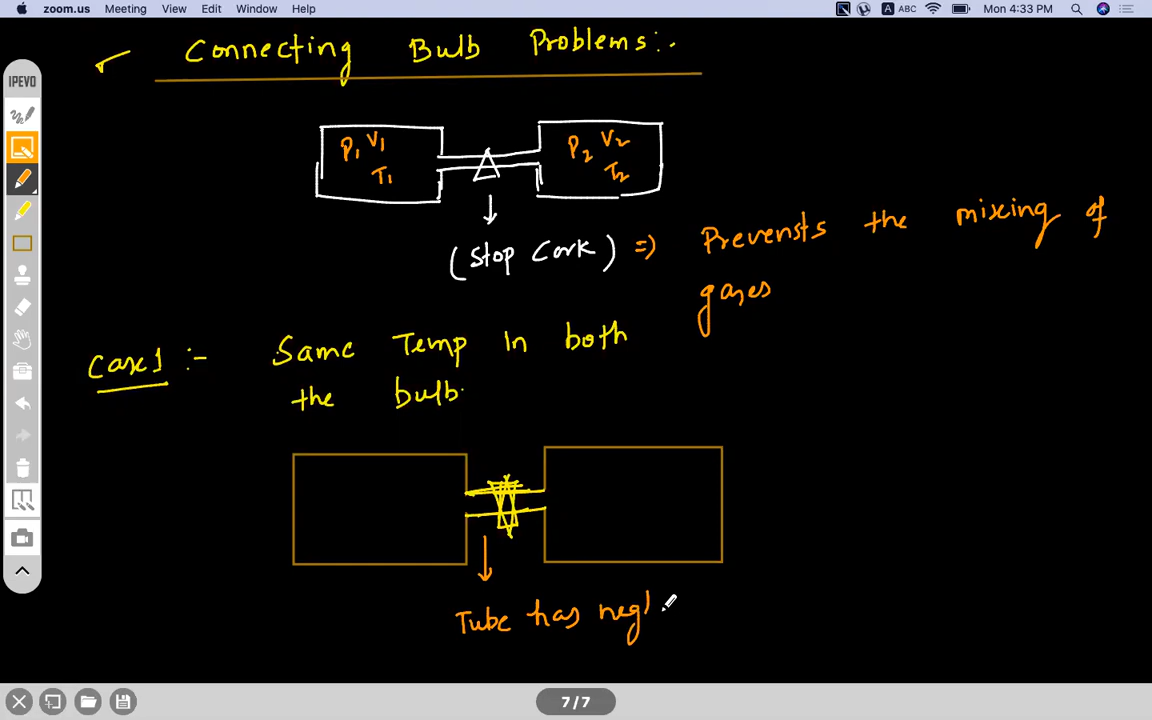 zoom.us Meeting View Edit Window Help
A ABC Mon 4:33 PM
IPEVO
Connecting Bulb Problems:-
P1 V1
T1
P2 V2
T2
(Stop Cork) => Prevensts the mixing of
gases
Case 1 :- Same Temp in both
the bulb.
Tube has negl
7/7